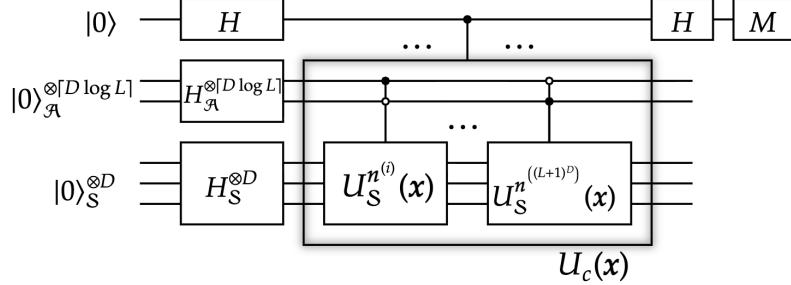 |0⟩ H H M
... ...
|0⟩_𝒜^{⊗⌈D log L⌉} H_𝒜^{⊗⌈D log L⌉}
...
|0⟩_S^{⊗D} H_S^{⊗D} U_S^{n^{(i)}}(x) U_S^{n^{((L+1)^D)}}(x)
U_c(x)